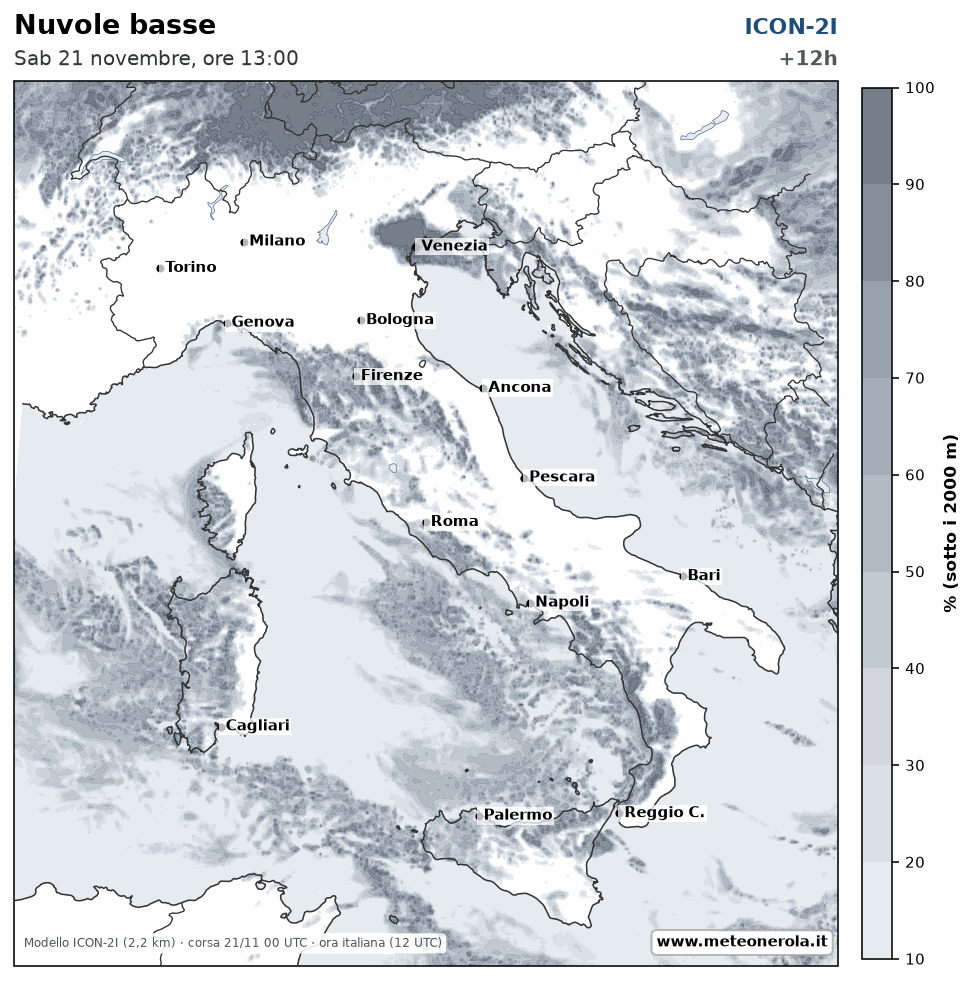 Nuvole basse
ICON-2I
Sab 21 novembre, ore 13:00
+12h
100
90
80
70
60
50
40
30
20
10
% (sotto i 2000 m)
Milano
Venezia
Torino
Genova
Bologna
Firenze
Ancona
Pescara
Roma
Bari
Napoli
Cagliari
Palermo
Reggio C.
Modello ICON-2I (2,2 km) · corsa 21/11 00 UTC · ora italiana (12 UTC)
www.meteonerola.it